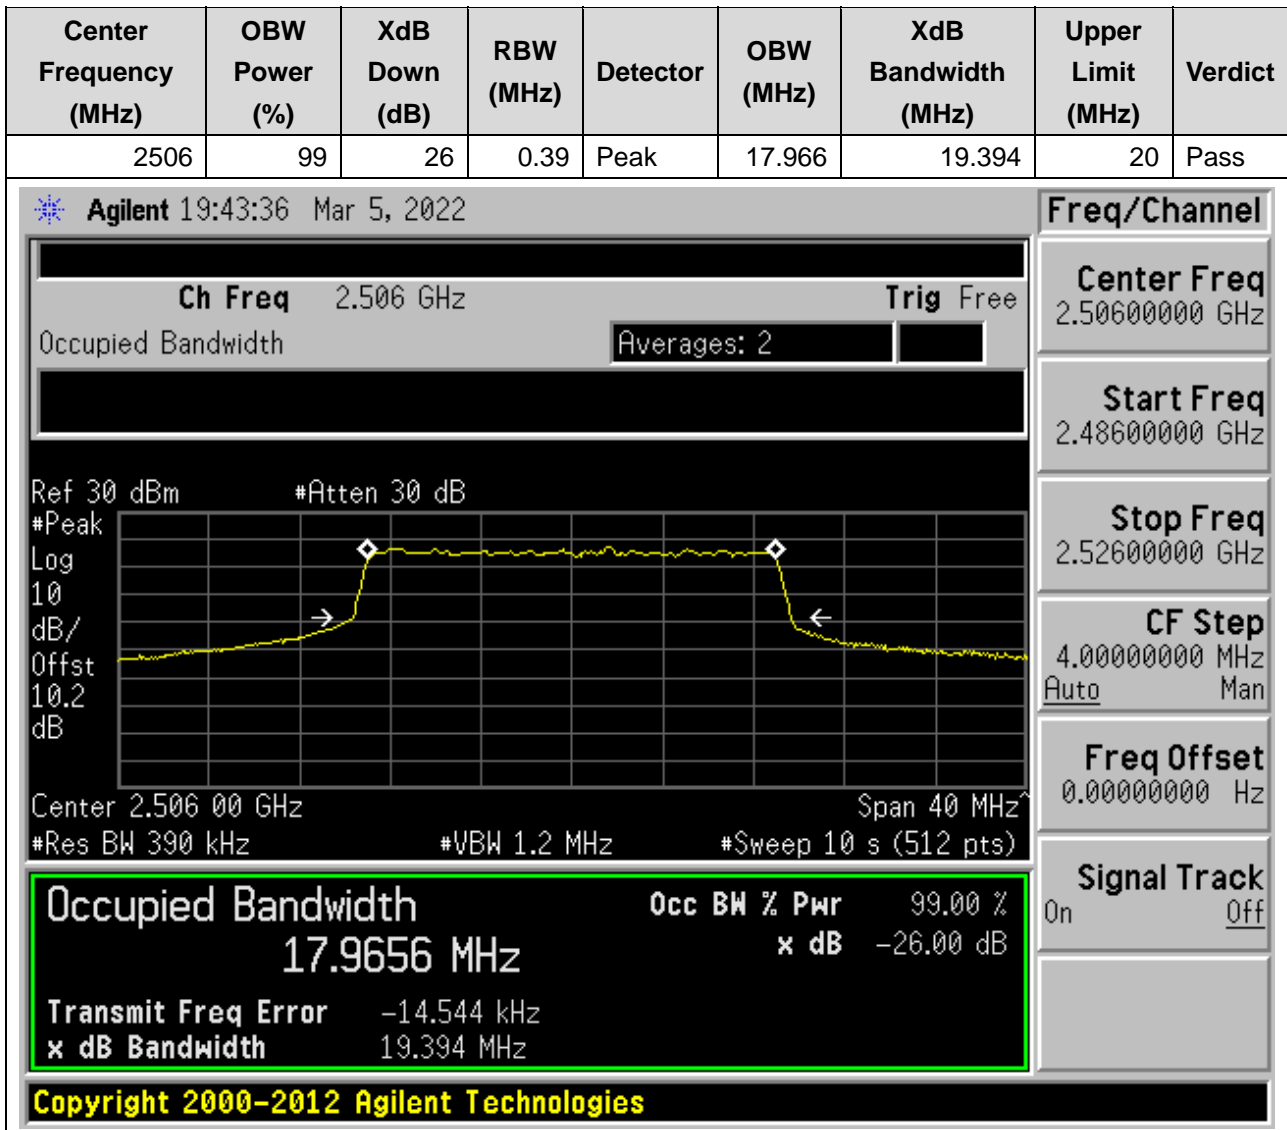 Center Frequency (MHz) OBW Power (%) XdB Down (dB) RBW (MHz) Detector OBW (MHz) XdB Bandwidth (MHz) Upper Limit (MHz) Verdict
2506 99 26 0.39 Peak 17.966 19.394 20 Pass
Agilent 19:43:36 Mar 5, 2022
Freq/Channel
Ch Freq 2.506 GHz Trig Free
Occupied Bandwidth Averages: 2
Center Freq
2.50600000 GHz
Start Freq
2.48600000 GHz
Stop Freq
2.52600000 GHz
CF Step
4.00000000 MHz
Auto Man
Freq Offset
0.00000000 Hz
Signal Track
On Off
Ref 30 dBm #Atten 30 dB
#Peak
Log
10
dB/
Offst
10.2
dB
Center 2.506 00 GHz Span 40 MHz^
#Res BW 390 kHz #VBW 1.2 MHz #Sweep 10 s (512 pts)
Occupied Bandwidth Occ BW % Pwr 99.00 %
17.9656 MHz x dB -26.00 dB
Transmit Freq Error -14.544 kHz
x dB Bandwidth 19.394 MHz
Copyright 2000-2012 Agilent Technologies